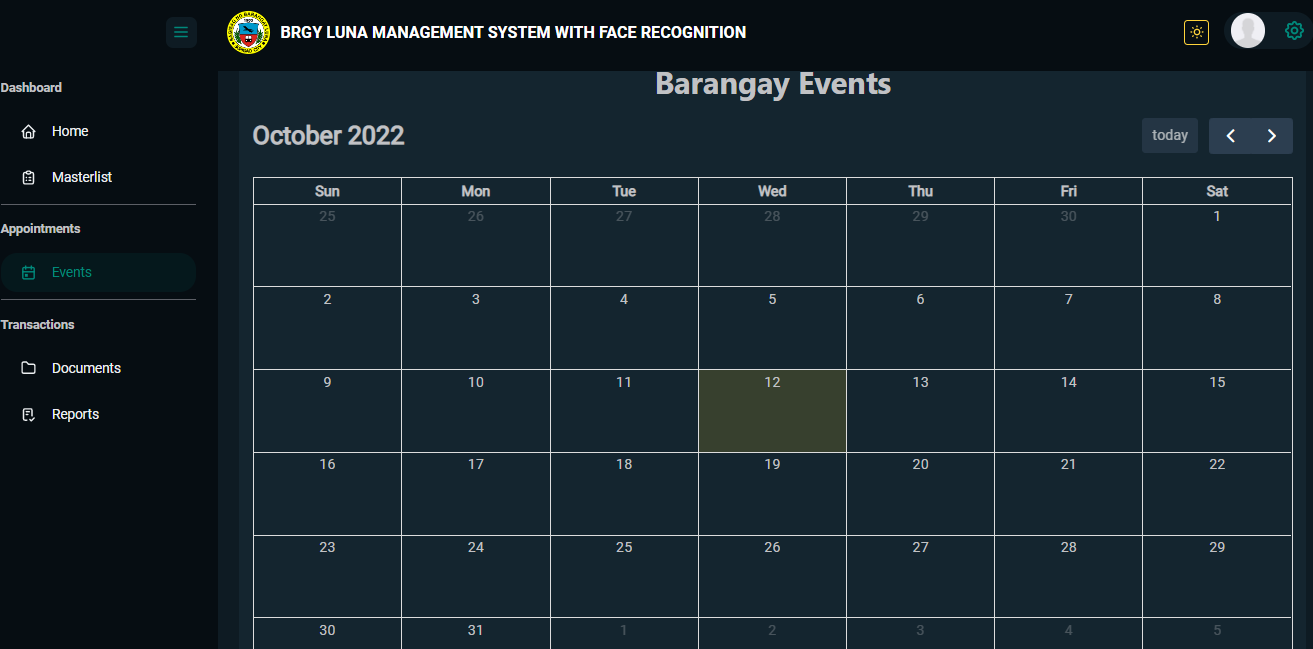 BRGY LUNA MANAGEMENT SYSTEM WITH FACE RECOGNITION
Dashboard
Home
Masterlist
Appointments
Events
Transactions
Documents
Reports
Barangay Events
October 2022
today
Sun Mon Tue Wed Thu Fri Sat
25 26 27 28 29 30 1
2 3 4 5 6 7 8
9 10 11 12 13 14 15
16 17 18 19 20 21 22
23 24 25 26 27 28 29
30 31 1 2 3 4 5